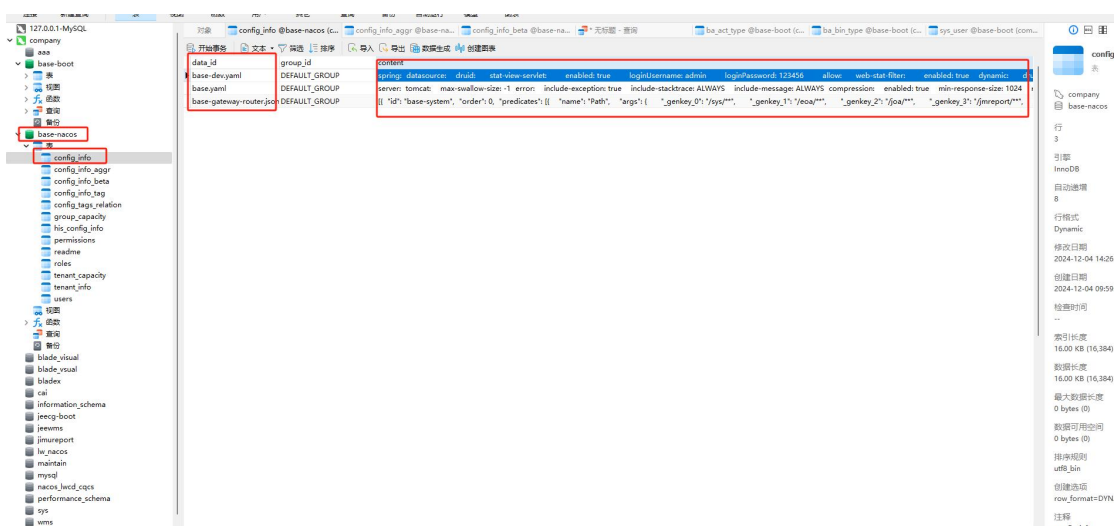 127.0.0.1-MySQL
company
aaa
base-boot
表
视图
函数
查询
备份
base-nacos
表
config_info
config_info_aggr
config_info_beta
config_info_tag
config_tags_relation
group_capacity
his_config_info
permissions
readme
roles
tenant_capacity
tenant_info
users
视图
函数
查询
备份
blade_visual
blade_vsual
bladex
cai
information_schema
jeecg-boot
jeewms
jimureport
lw_nacos
maintain
mysql
nacos_lwcd_cqcs
performance_schema
sys
wms
对象 config_info @base-nacos (c... config_info_aggr @base-na... config_info_beta @base-na... * 无标题 - 查询 ba_act_type @base-boot (c... ba_bin_type @base-boot (c... sys_user @base-boot (com...
开始事务 文本 筛选 排序 导入 导出 数据生成 创建图表
data_id group_id content
base-dev.yaml DEFAULT_GROUP spring: datasource: druid: stat-view-servlet: enabled: true loginUsername: admin loginPassword: 123456 allow: web-stat-filter: enabled: true dynamic:
base.yaml DEFAULT_GROUP server: tomcat: max-swallow-size: -1 error: include-exception: true include-stacktrace: ALWAYS include-message: ALWAYS compression: enabled: true min-response-size: 1024
base-gateway-router.json DEFAULT_GROUP [{ "id": "base-system", "order": 0, "predicates": [{ "name": "Path", "args": { "_genkey_0": "/sys/**", "_genkey_1": "/eoa/**", "_genkey_2": "/joa/**", "_genkey_3": "/jmreport/**",
config
表
company
base-nacos
行
3
引擎
InnoDB
自动递增
8
行格式
Dynamic
修改日期
2024-12-04 14:26
创建日期
2024-12-04 09:59
检查时间
--
索引长度
16.00 KB (16,384)
数据长度
16.00 KB (16,384)
最大数据长度
0 bytes (0)
数据可用空间
0 bytes (0)
排序规则
utf8_bin
创建选项
row_format=DYN
注释